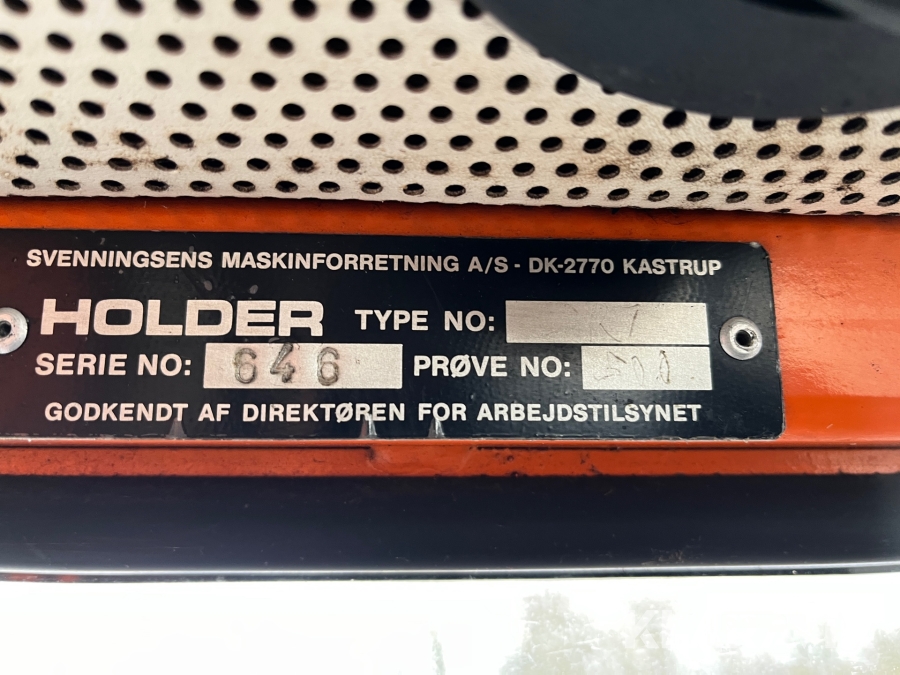 SVENNINGSENS MASKINFORRETNING A/S - DK-2770 KASTRUP
HOLDER TYPE NO:
SERIE NO: 646 PRØVE NO:
GODKENDT AF DIREKTØREN FOR ARBEJDSTILSYNET